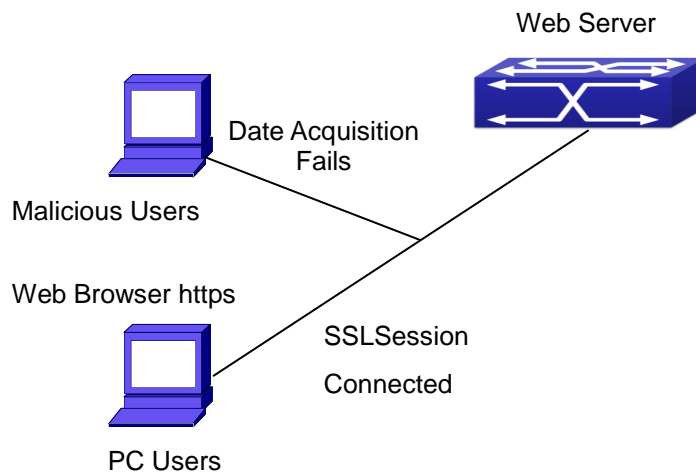 Web Server
Date Acquisition
Fails
Malicious Users
Web Browser https
SSLSession
Connected
PC Users